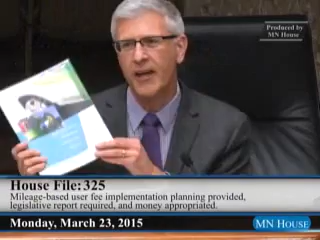 Produced by
MN House
House File: 325
Mileage-based user fee implementation planning provided,
legislative report required, and money appropriated.
Monday, March 23, 2015
MN HOUSE